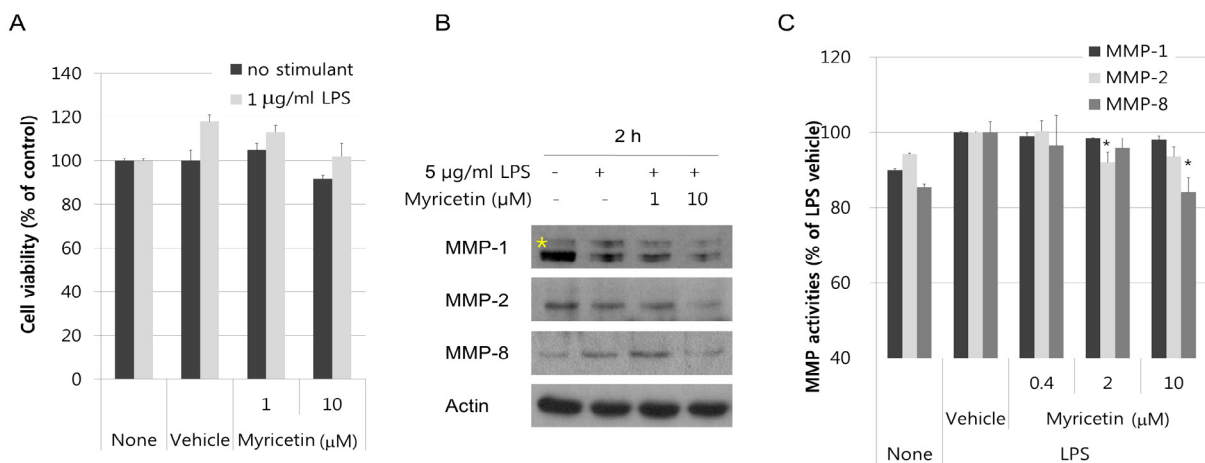 A
Cell viability (% of control)
140
120
100
80
60
40
20
0
no stimulant
1 μg/ml LPS
1 10
None Vehicle Myricetin (μM)
B
2 h
5 μg/ml LPS - + + +
Myricetin (μM) - - 1 10
MMP-1 *
MMP-2
MMP-8
Actin
C
MMP activities (% of LPS vehicle)
120
100
80
60
40
MMP-1
MMP-2
MMP-8
*
*
0.4 2 10
Vehicle Myricetin (μM)
None LPS